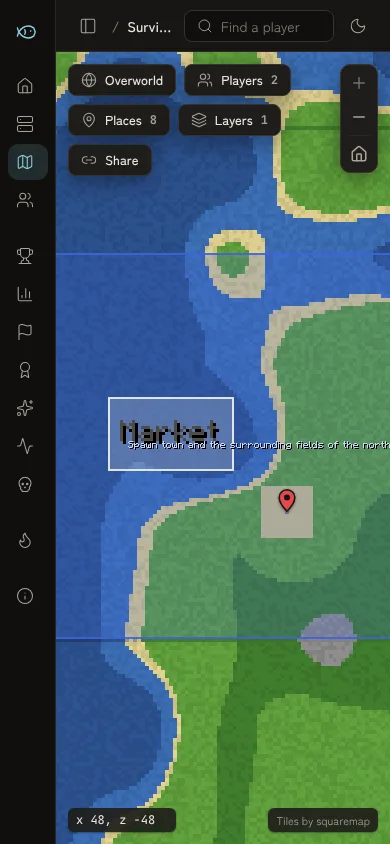 / Survi...
Find a player
Overworld
Players 2
Places 8
Layers 1
Share
Market
Spawn town and the surrounding fields of the north
x 48, z -48
Tiles by squaremap